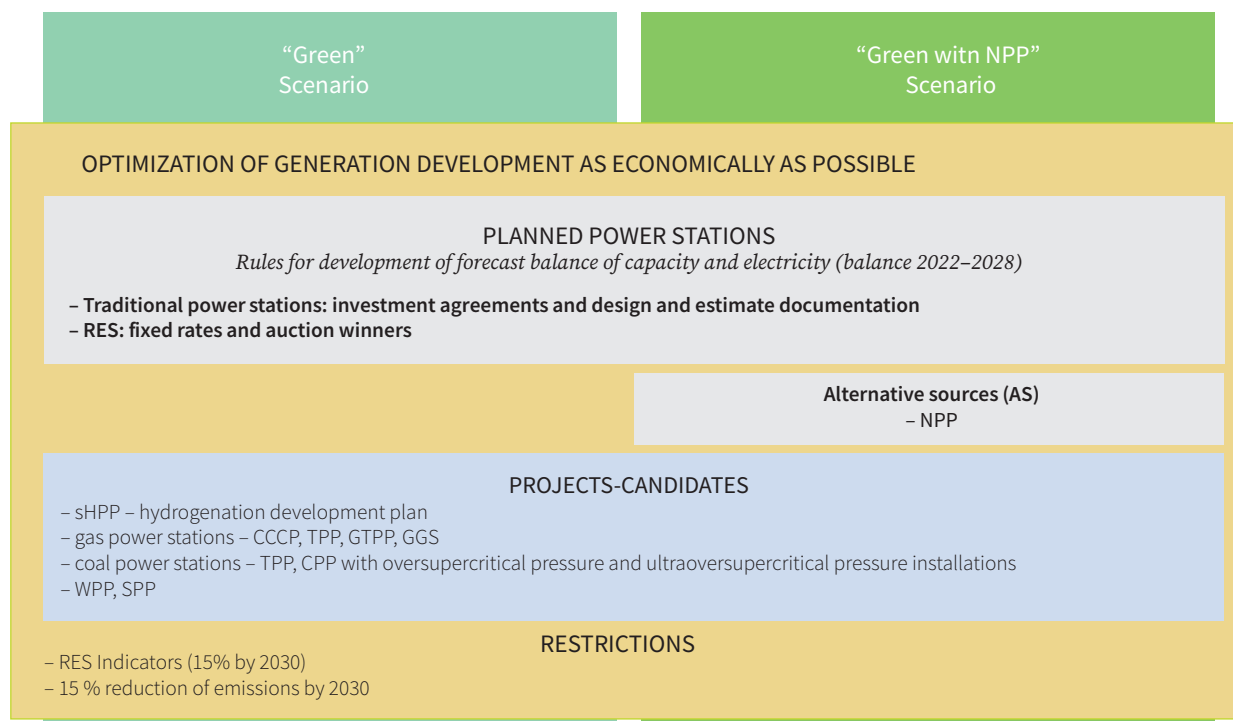 “Green”
Scenario
“Green witn NPP”
Scenario
OPTIMIZATION OF GENERATION DEVELOPMENT AS ECONOMICALLY AS POSSIBLE
PLANNED POWER STATIONS
Rules for development of forecast balance of capacity and electricity (balance 2022–2028)
– Traditional power stations: investment agreements and design and estimate documentation
– RES: fixed rates and auction winners
Alternative sources (AS)
– NPP
PROJECTS-CANDIDATES
– sHPP – hydrogenation development plan
– gas power stations – CCCP, TPP, GTPP, GGS
– coal power stations – TPP, CPP with oversupercritical pressure and ultraoversupercritical pressure installations
– WPP, SPP
RESTRICTIONS
– RES Indicators (15% by 2030)
– 15 % reduction of emissions by 2030